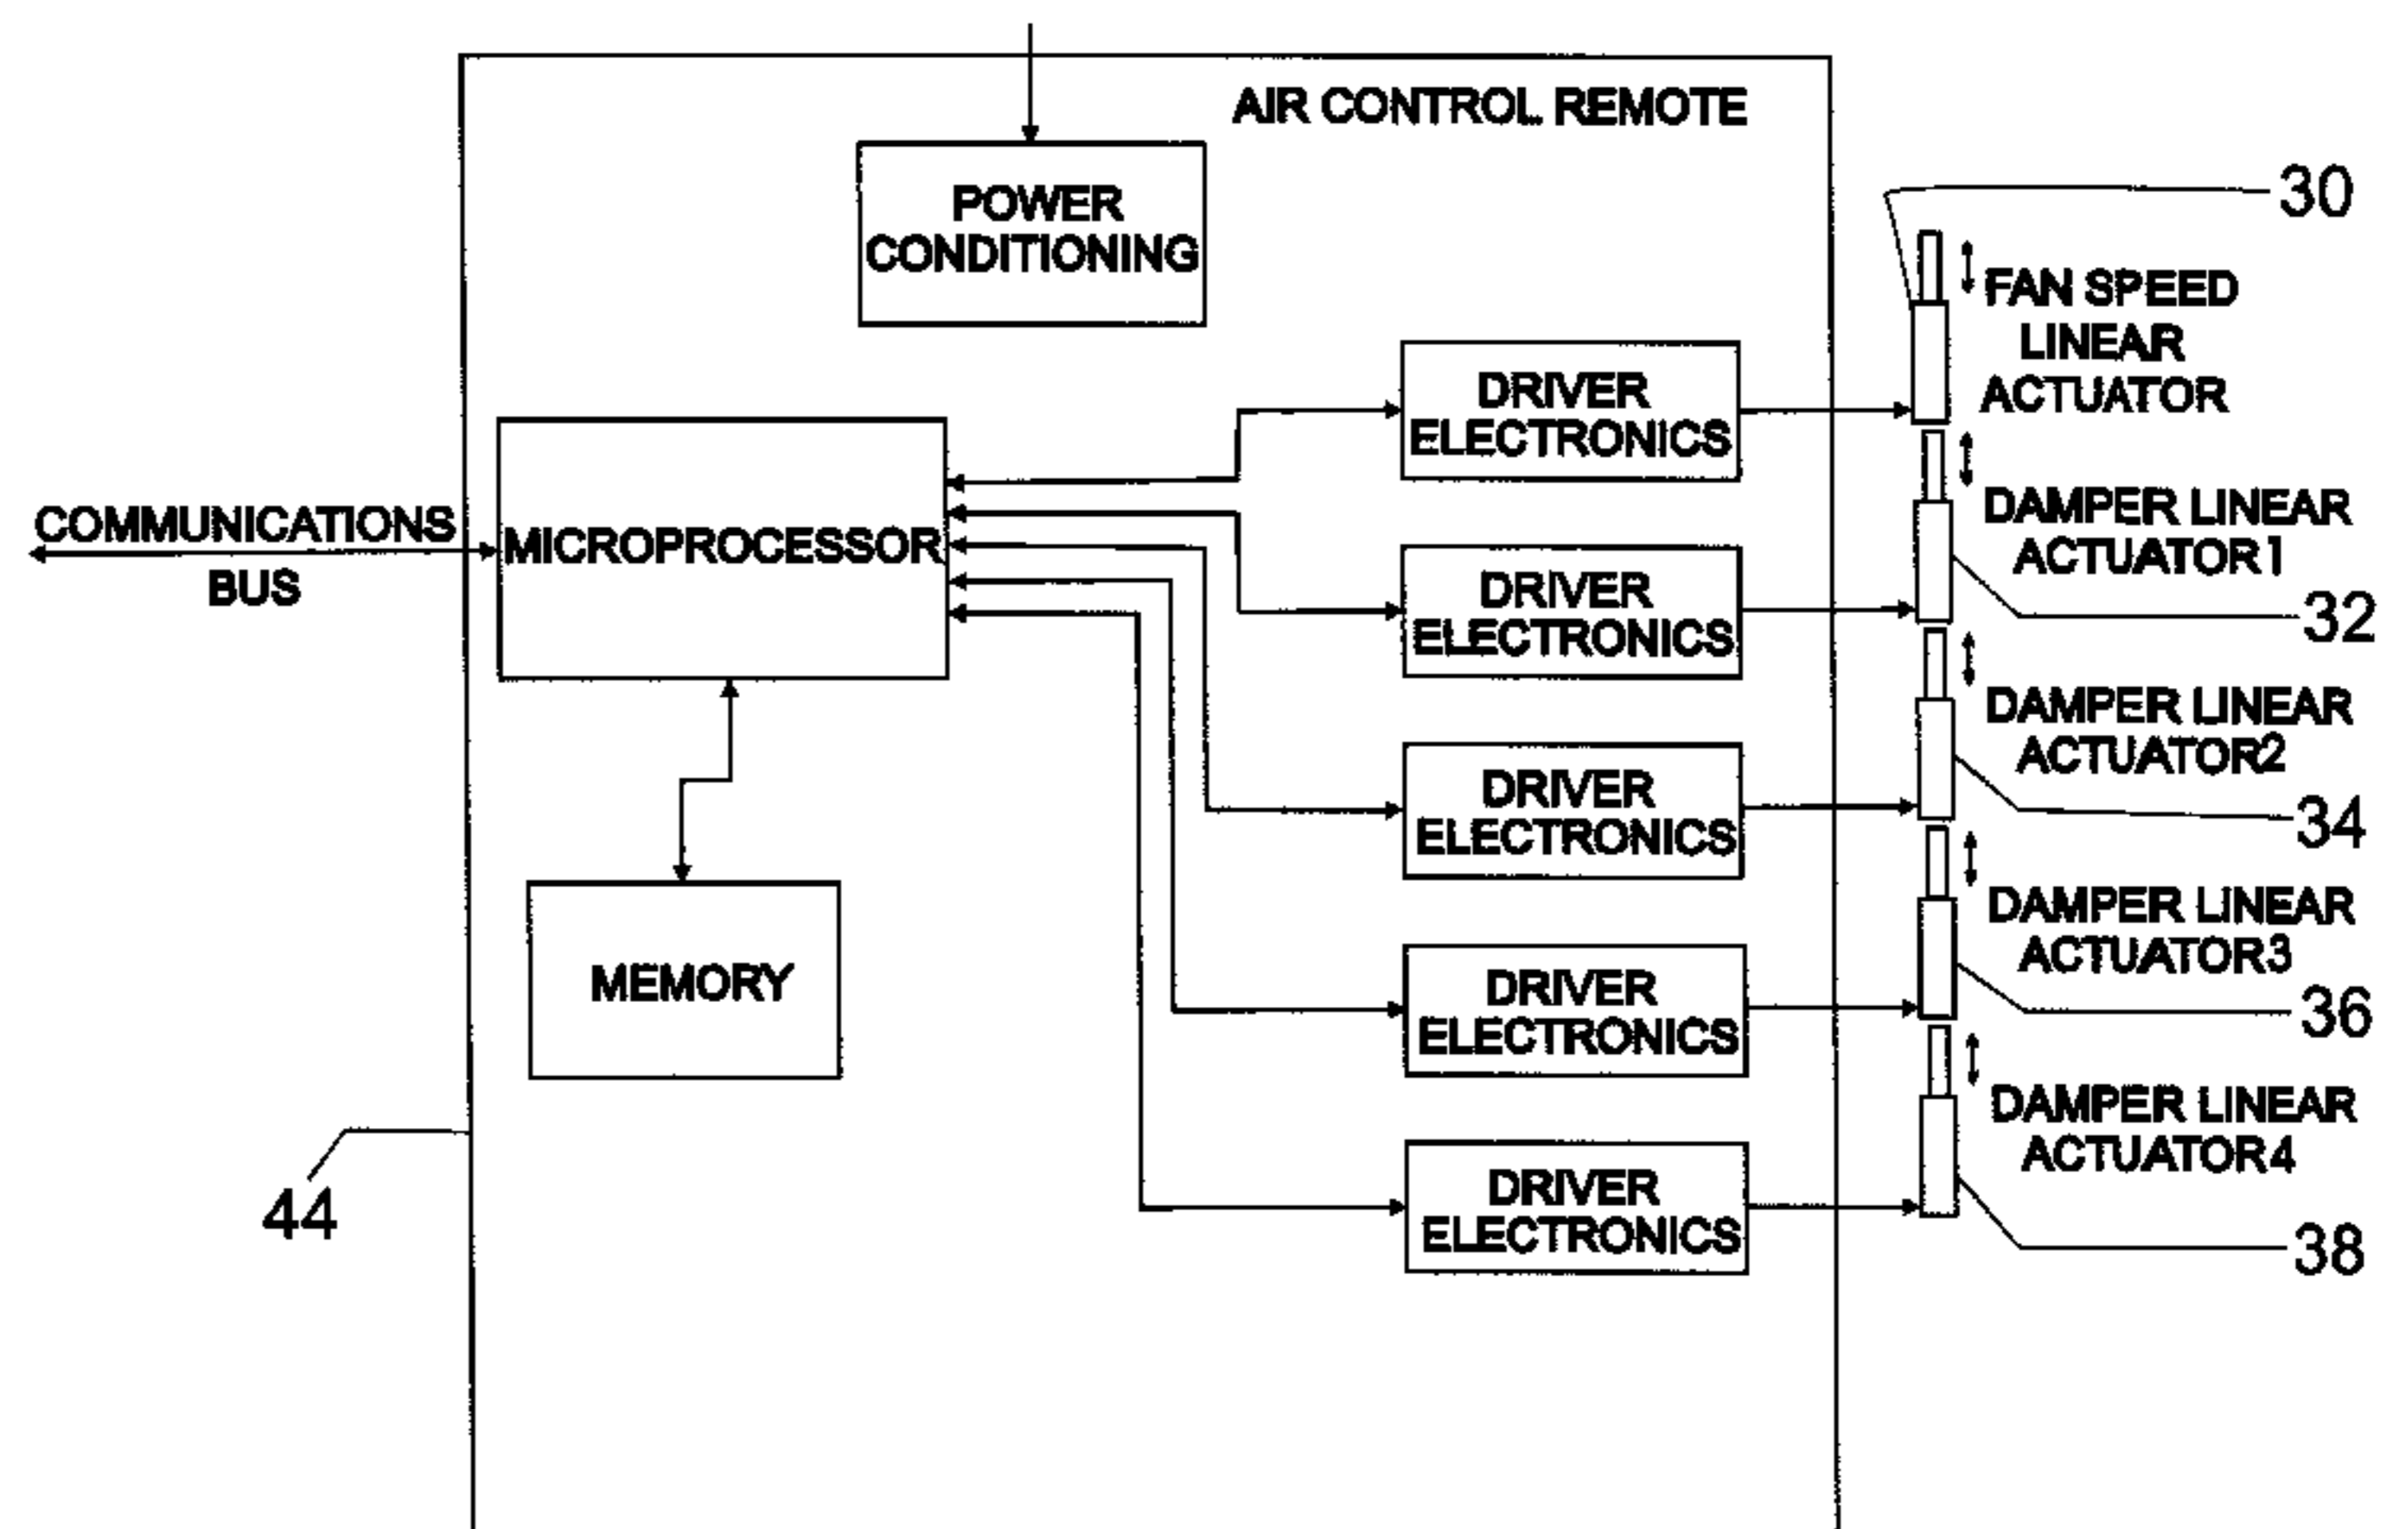 AIR CONTROL REMOTE
POWER
CONDITIONING
30
FAN SPEED
LINEAR
ACTUATOR
DRIVER
ELECTRONICS
COMMUNICATIONS
BUS
MICROPROCESSOR
DAMPER LINEAR
ACTUATOR1
32
DRIVER
ELECTRONICS
DAMPER LINEAR
ACTUATOR2
34
DRIVER
ELECTRONICS
MEMORY
DAMPER LINEAR
ACTUATOR3
36
DRIVER
ELECTRONICS
DAMPER LINEAR
ACTUATOR4
38
DRIVER
ELECTRONICS
44